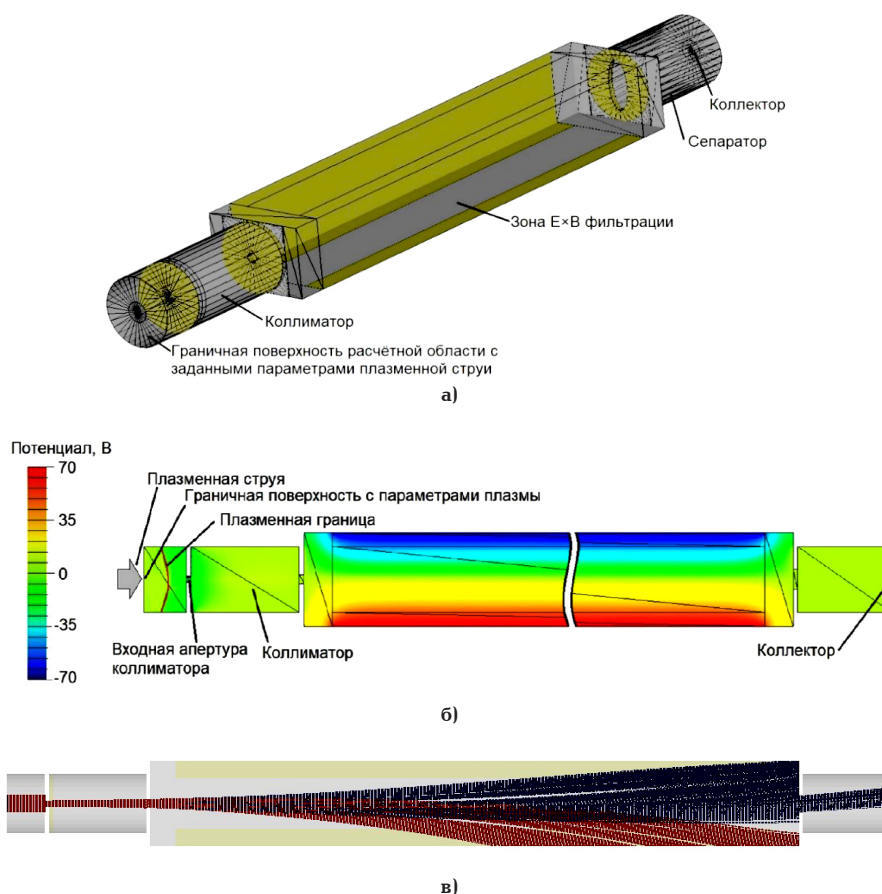 Коллектор
Сепаратор
Зона E×B фильтрации
Коллиматор
Граничная поверхность расчётной области с
заданными параметрами плазменной струи
а)
Потенциал, В
70
35
0
-35
-70
Плазменная струя
Граничная поверхность с параметрами плазмы
Плазменная граница
Входная апертура
коллиматора
Коллиматор
Коллектор
б)
в)